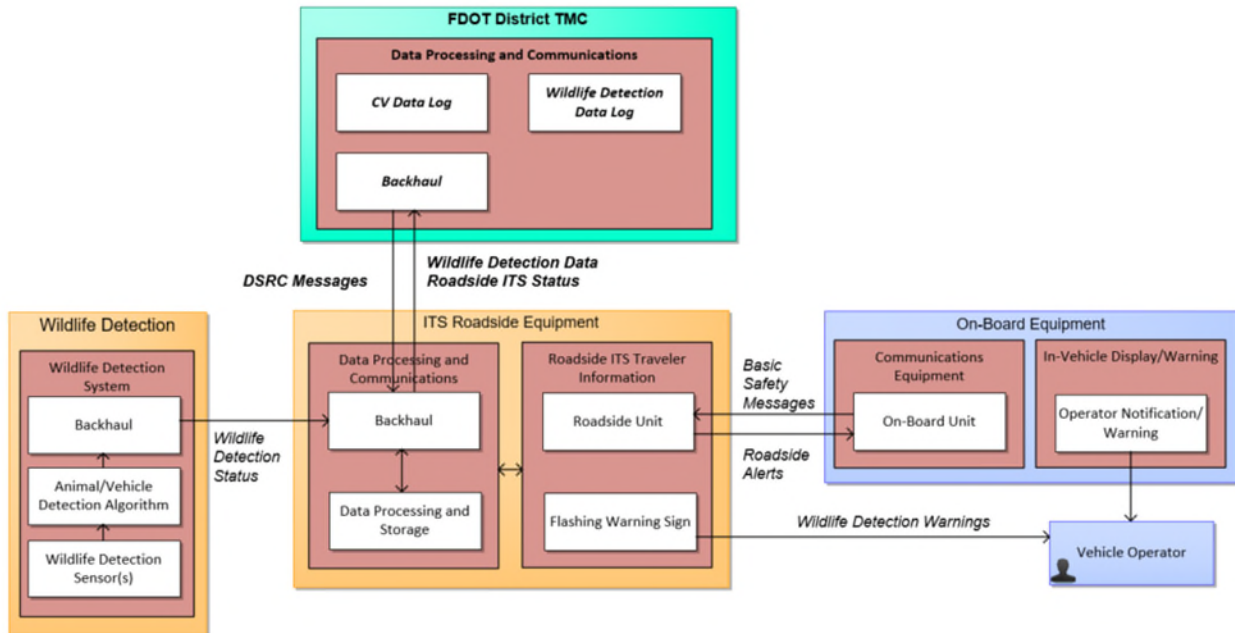 FDOT District TMC
Data Processing and Communications
CV Data Log
Wildlife Detection
Data Log
Backhaul
DSRC Messages
Wildlife Detection Data
Roadside ITS Status
Wildlife Detection
Wildlife Detection
System
Backhaul
Animal/Vehicle
Detection Algorithm
Wildlife Detection
Sensor(s)
Wildlife
Detection
Status
ITS Roadside Equipment
Data Processing and
Communications
Backhaul
Data Processing and
Storage
Roadside ITS Traveler
Information
Roadside Unit
Flashing Warning Sign
Basic
Safety
Messages
Roadside
Alerts
Wildlife Detection Warnings
On-Board Equipment
Communications
Equipment
On-Board Unit
In-Vehicle Display/Warning
Operator Notification/
Warning
Vehicle Operator